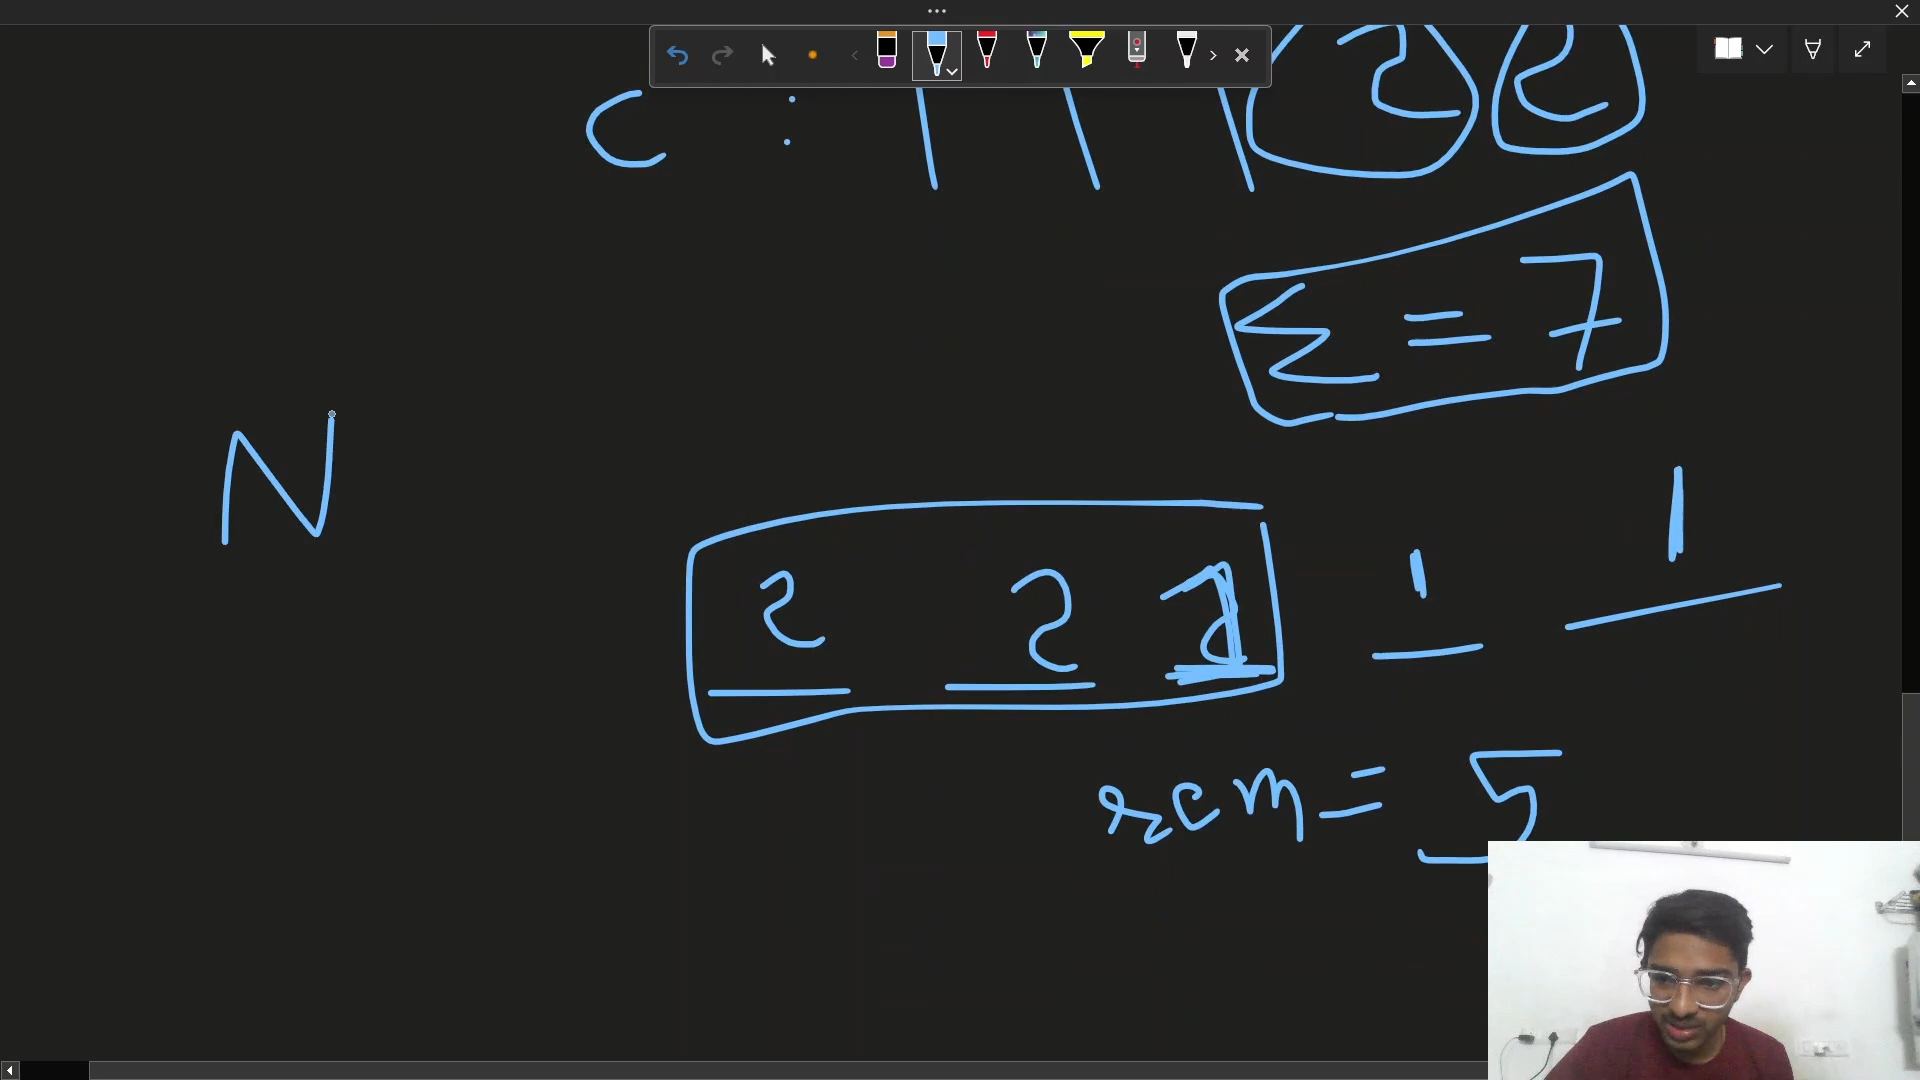 C : 1 1 1 2 2
Σ = 7
N
2 2 1 1
rem = 5